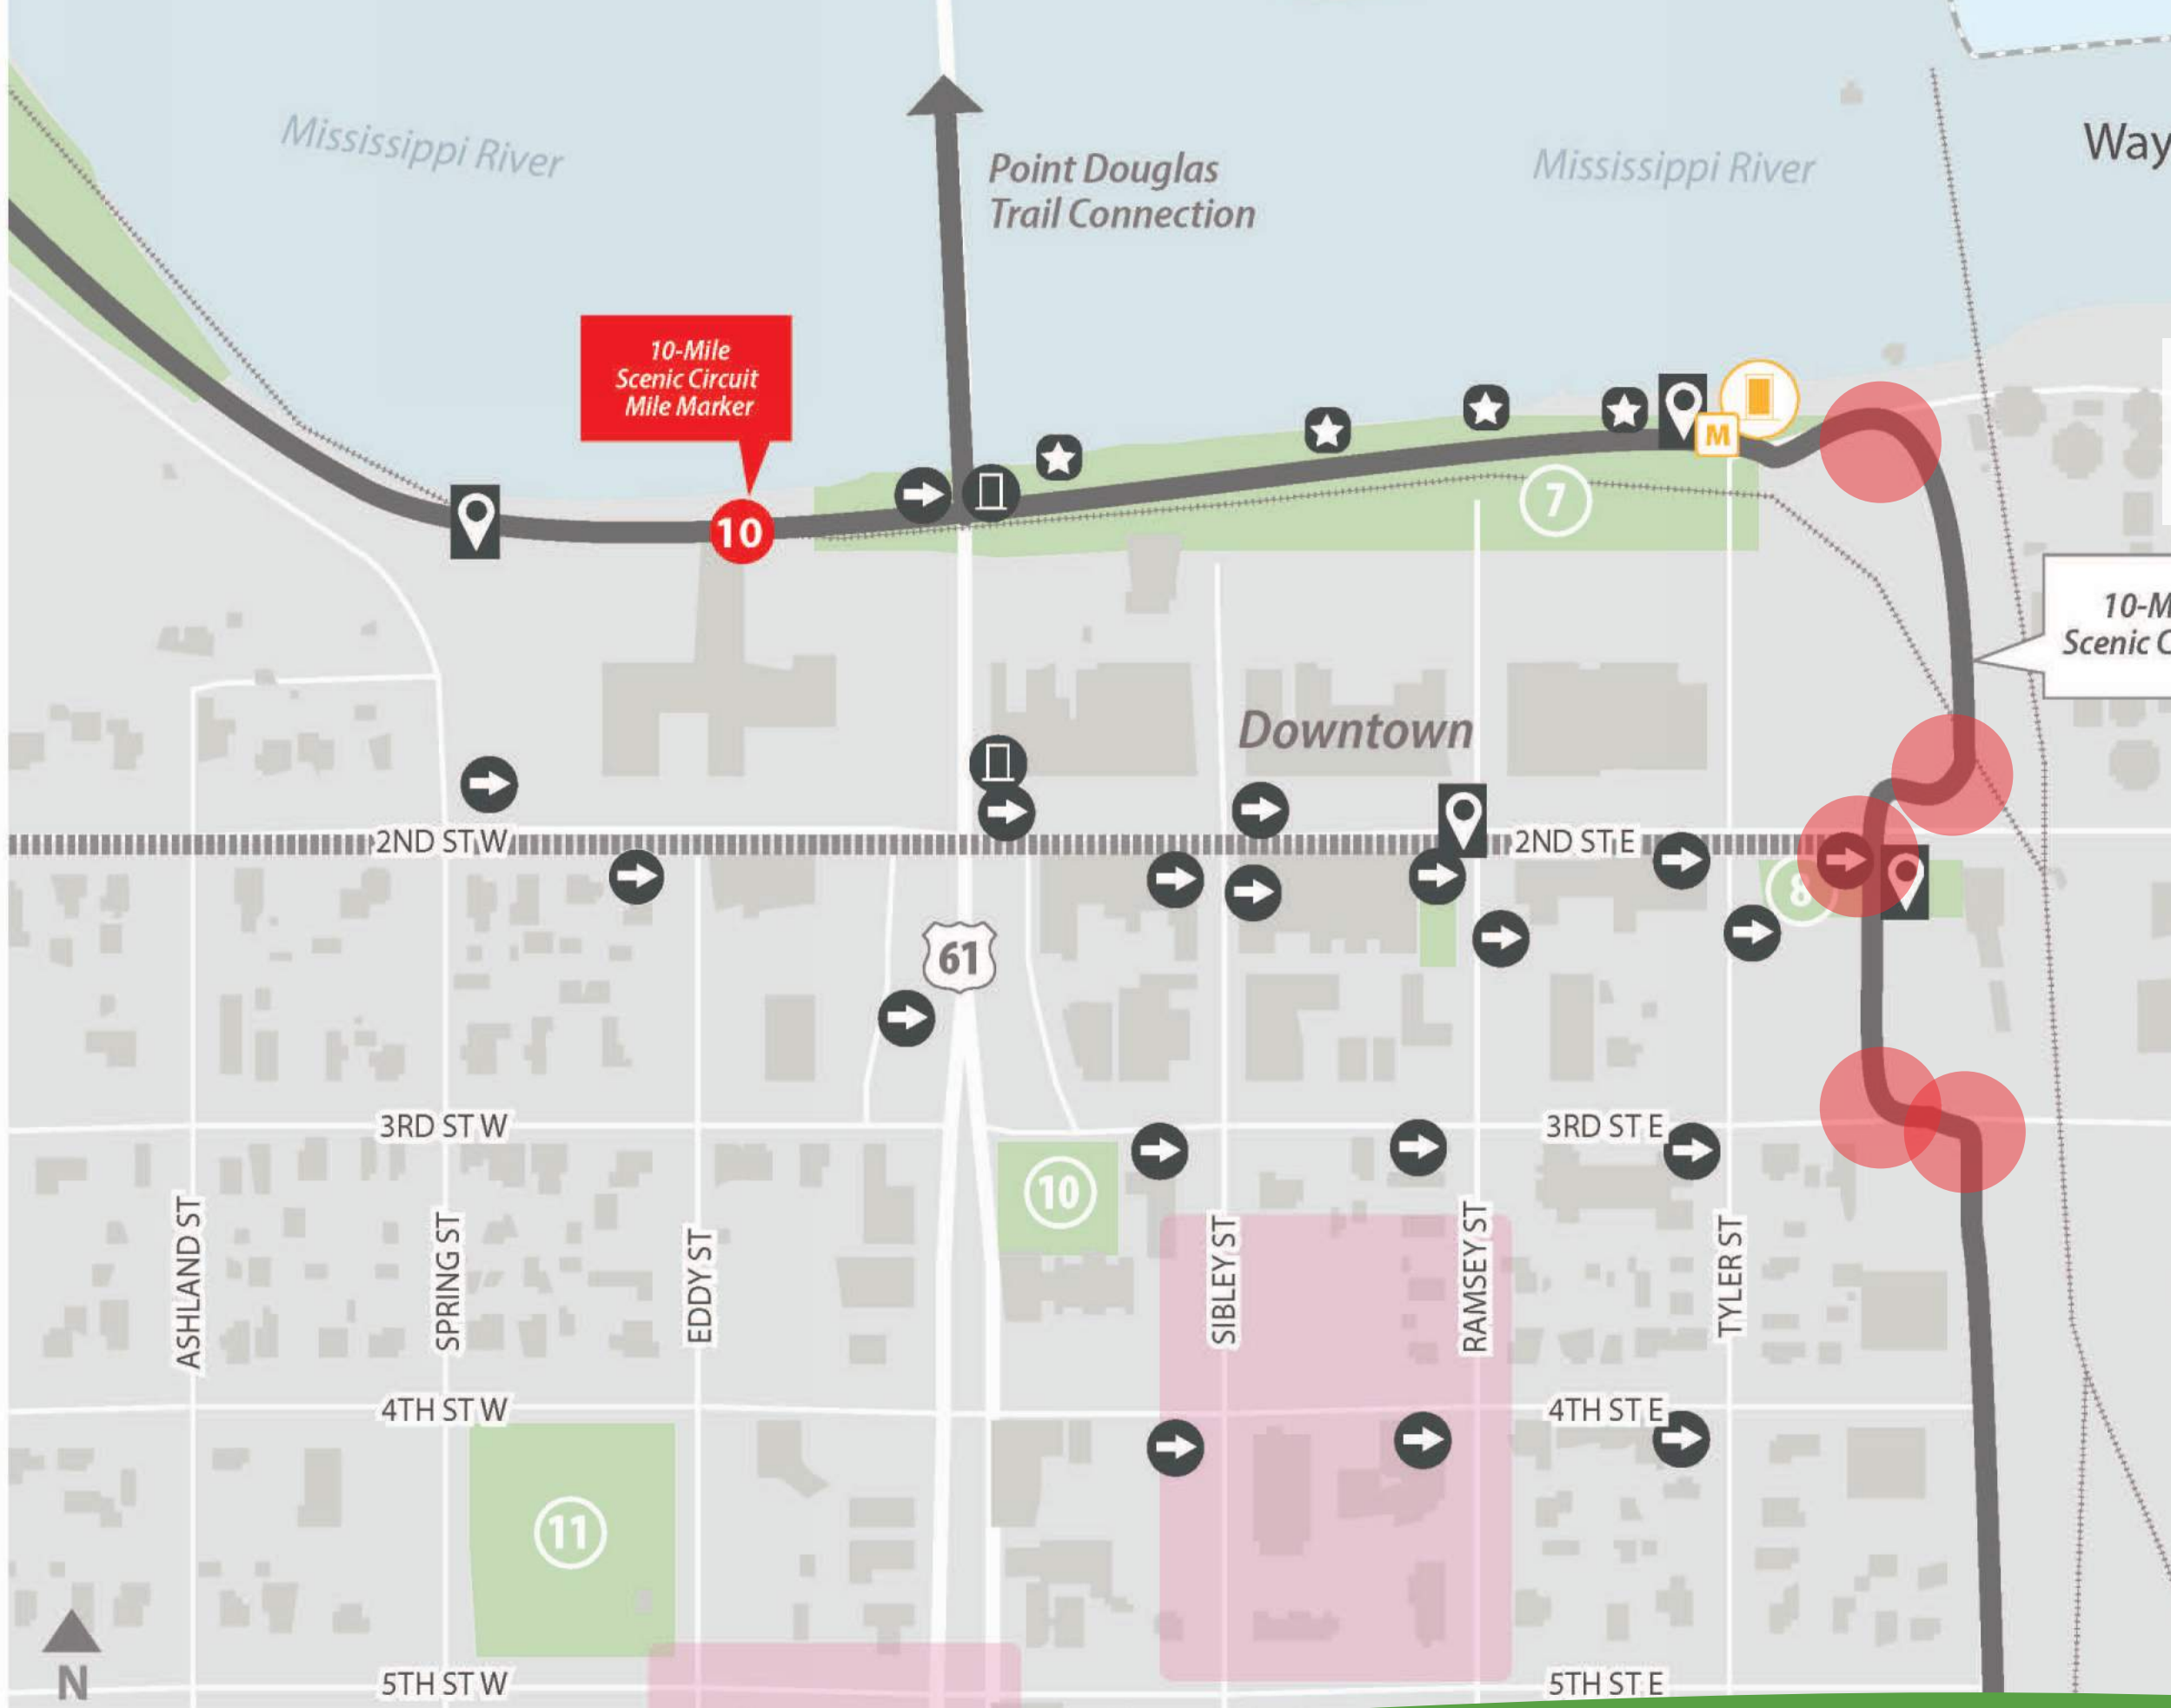 Mississippi River
Point Douglas
Trail Connection
Mississippi River
Way
10-Mile
Scenic Circuit
Mile Marker
M
7
10
10-M
Scenic C
Downtown
2ND ST W
2ND ST E
8
61
3RD ST W
3RD ST E
10
ASHLAND ST
SPRING ST
EDDY ST
SIBLEY ST
RAMSEY ST
TYLER ST
4TH ST W
4TH ST E
11
N
5TH ST W
5TH ST E